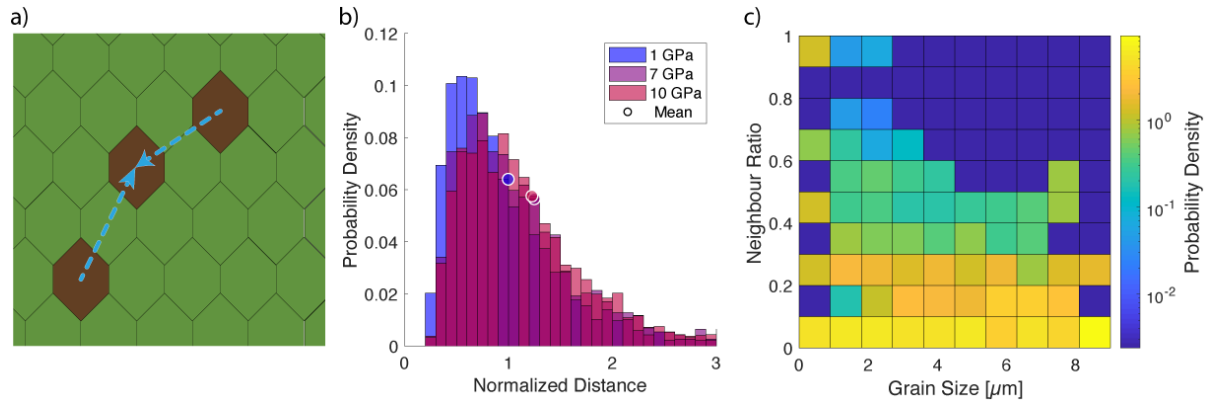 a)
b)
0.12
0.1
0.08
0.06
0.04
0.02
0
Probability Density
0
1
2
3
Normalized Distance
1 GPa
7 GPa
10 GPa
Mean
c)
1
0.8
0.6
0.4
0.2
0
Neighbour Ratio
0
2
4
6
8
Grain Size [μm]
10⁰
10⁻¹
10⁻²
Probability Density